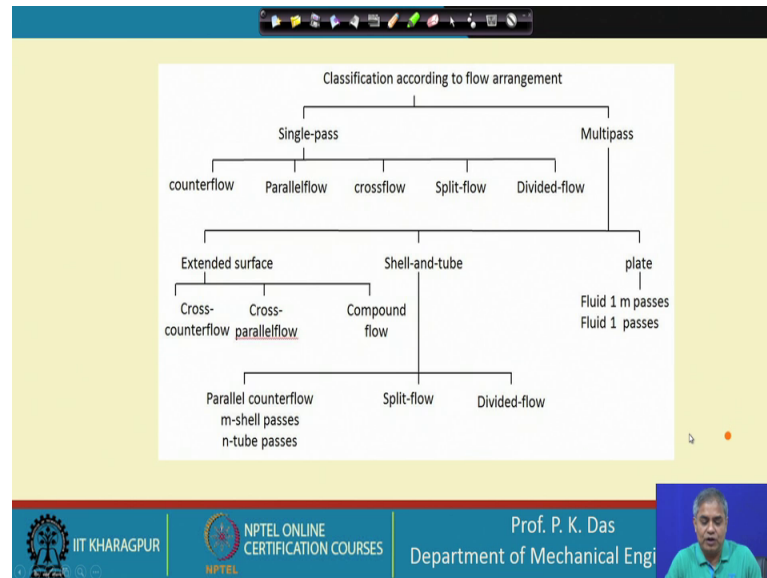 Classification according to flow arrangement
Single-pass
Multipass
counterflow
Parallelflow
crossflow
Split-flow
Divided-flow
Extended surface
Shell-and-tube
plate
Cross-
counterflow
Cross-
parallelflow
Compound
flow
Fluid 1 m passes
Fluid 1 passes
Parallel counterflow
m-shell passes
n-tube passes
Split-flow
Divided-flow
IIT KHARAGPUR
NPTEL
NPTEL ONLINE
CERTIFICATION COURSES
Prof. P. K. Das
Department of Mechanical Engi